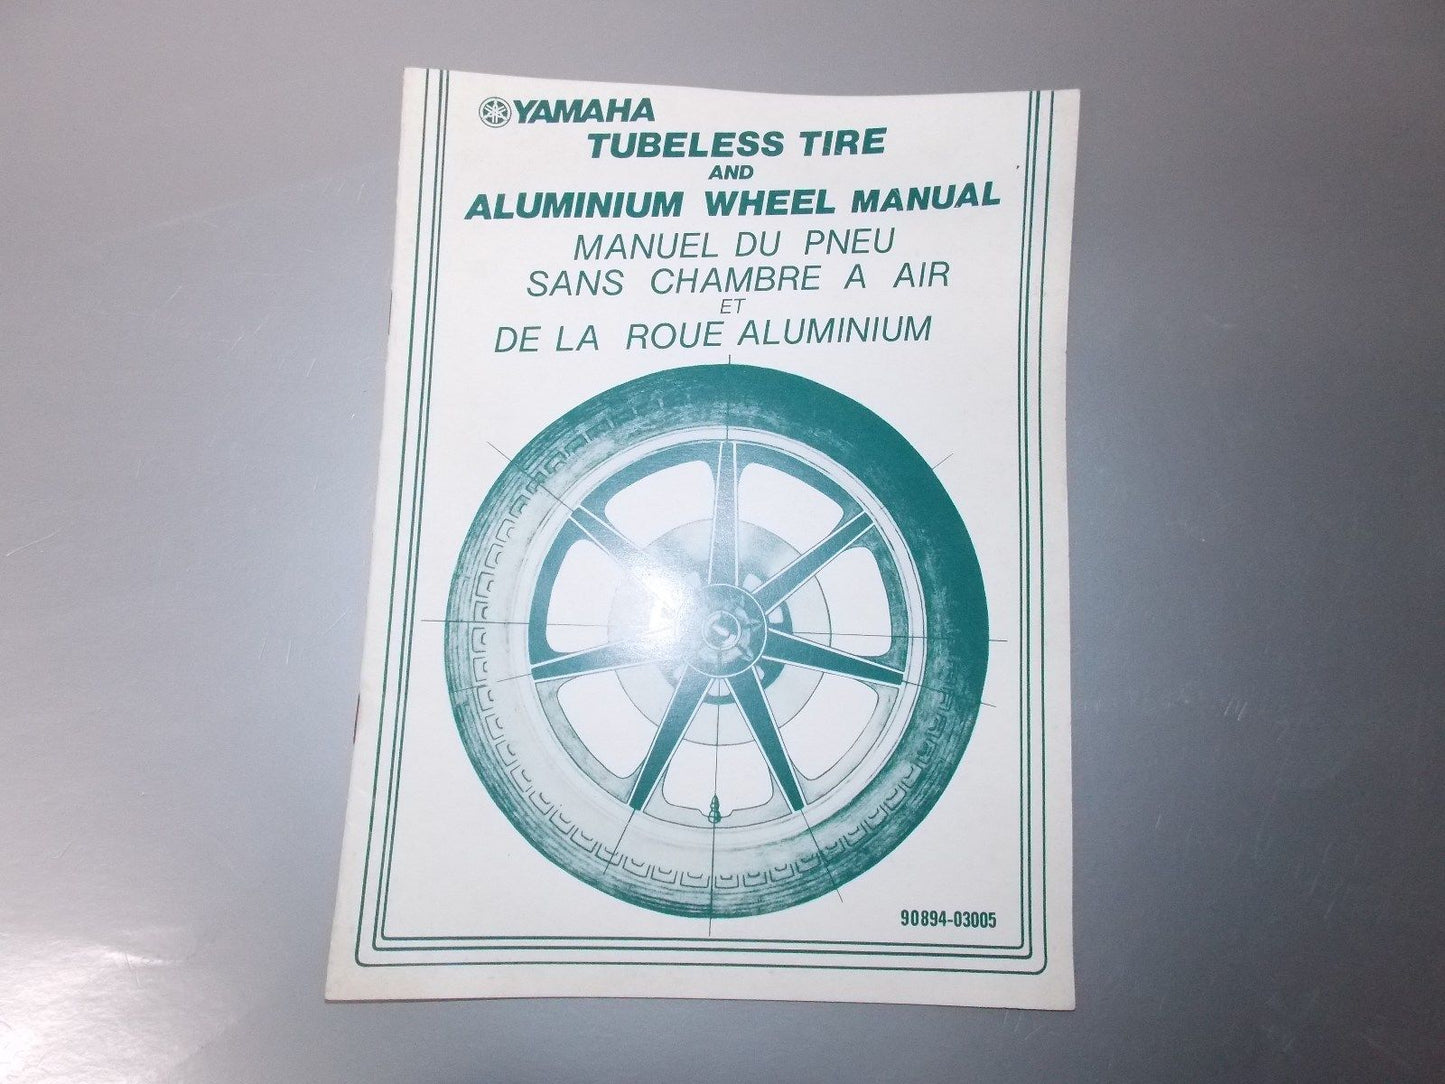 YAMAHA
TUBELESS TIRE
AND
ALUMINIUM WHEEL MANUAL
MANUEL DU PNEU
SANS CHAMBRE A AIR
ET
DE LA ROUE ALUMINIUM
90894-03005